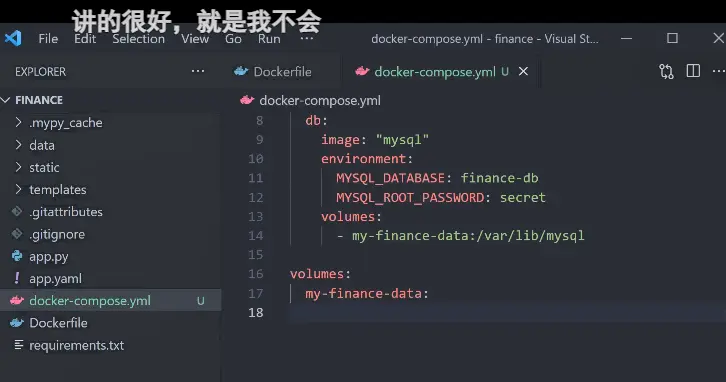 讲的很好，就是我不会
File Edit Selection View Go Run ··· docker-compose.yml - finance - Visual St...
EXPLORER ··· Dockerfile docker-compose.yml U
FINANCE docker-compose.yml
.mypy_cache
data
static
templates
.gitattributes
.gitignore
app.py
app.yaml
docker-compose.yml U
Dockerfile
requirements.txt
8 db:
9 image: "mysql"
10 environment:
11 MYSQL_DATABASE: finance-db
12 MYSQL_ROOT_PASSWORD: secret
13 volumes:
14 - my-finance-data:/var/lib/mysql
15
16 volumes:
17 my-finance-data:
18